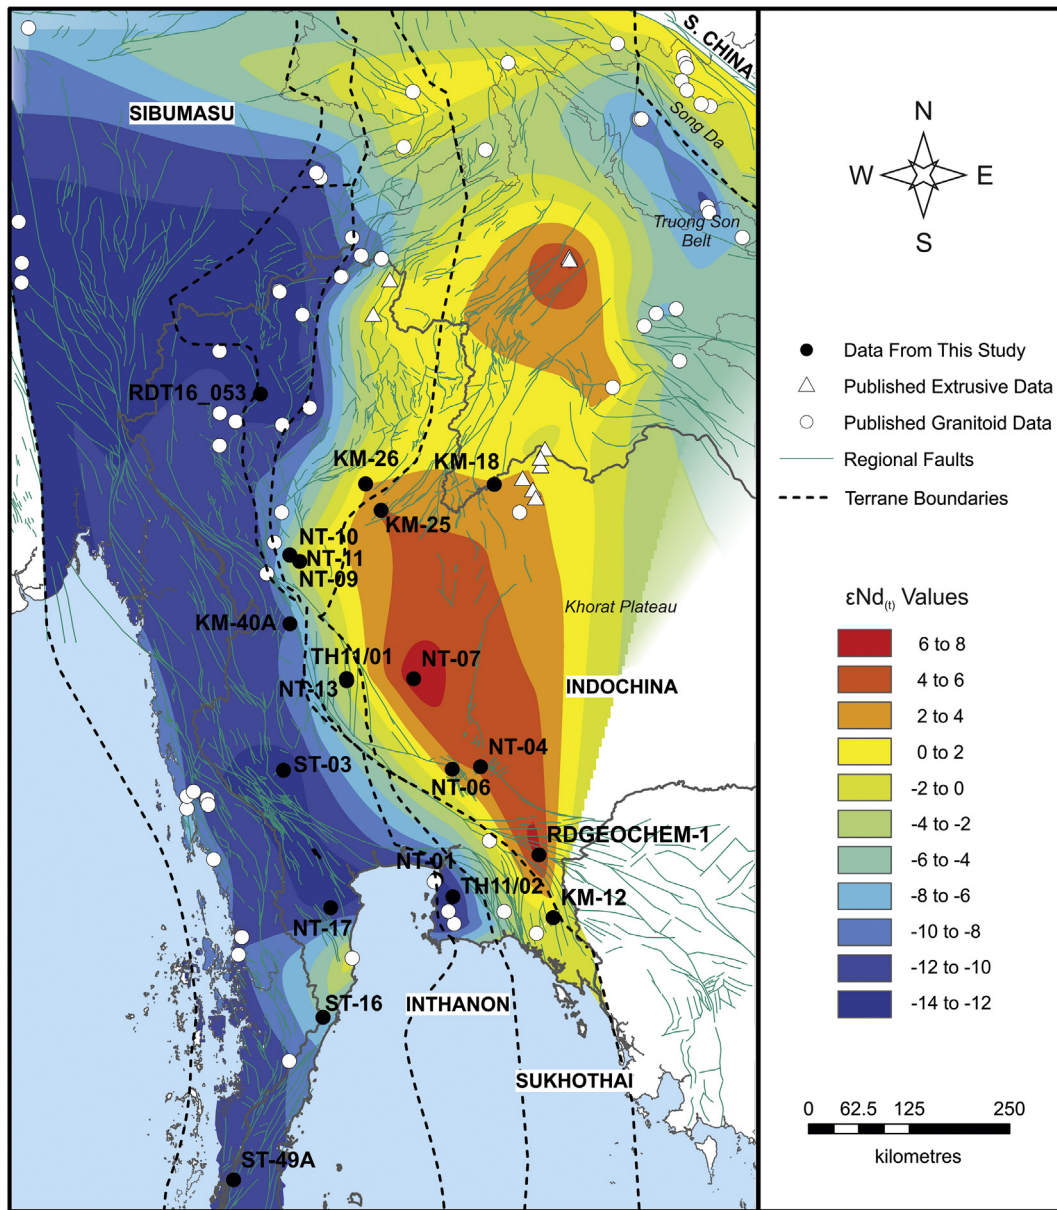 S. CHINA
SIBUMASU
Song Da
Truong Son
Belt
RDT16_053
KM-26
KM-18
KM-25
NT-10
NT-11
NT-09
Khorat Plateau
KM-40A
TH11/01
NT-07
NT-13
INDOCHINA
ST-03
NT-04
NT-06
RDGEOCHEM-1
NT-01
TH11/02
KM-12
NT-17
INTHANON
ST-16
SUKHOTHAI
ST-49A
N
W E
S
Data From This Study
Published Extrusive Data
Published Granitoid Data
Regional Faults
Terrane Boundaries
εNd(t) Values
6 to 8
4 to 6
2 to 4
0 to 2
-2 to 0
-4 to -2
-6 to -4
-8 to -6
-10 to -8
-12 to -10
-14 to -12
0 62.5 125 250
kilometres